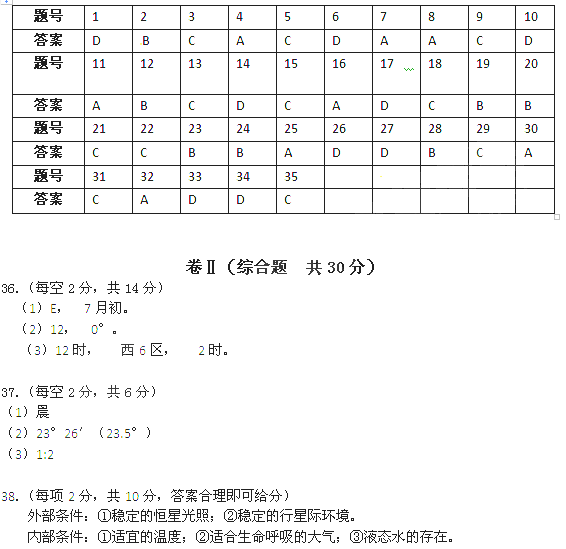 题号 1 2 3 4 5 6 7 8 9 10
答案 D B C A C D A A C D
题号 11 12 13 14 15 16 17 18 19 20
答案 A B C D C A D C B B
题号 21 22 23 24 25 26 27 28 29 30
答案 C C B B A D D B C A
题号 31 32 33 34 35
答案 C A D D C
卷Ⅱ（综合题 共30分）
36.（每空2分，共14分）
（1）E， 7月初。
（2）12， 0°。
（3）12时， 西6区， 2时。
37.（每空2分，共6分）
（1）晨
（2）23°26′（23.5°）
（3）1:2
38.（每项2分，共10分，答案合理即可给分）
外部条件：①稳定的恒星光照；②稳定的行星际环境。
内部条件：①适宜的温度；②适合生命呼吸的大气；③液态水的存在。